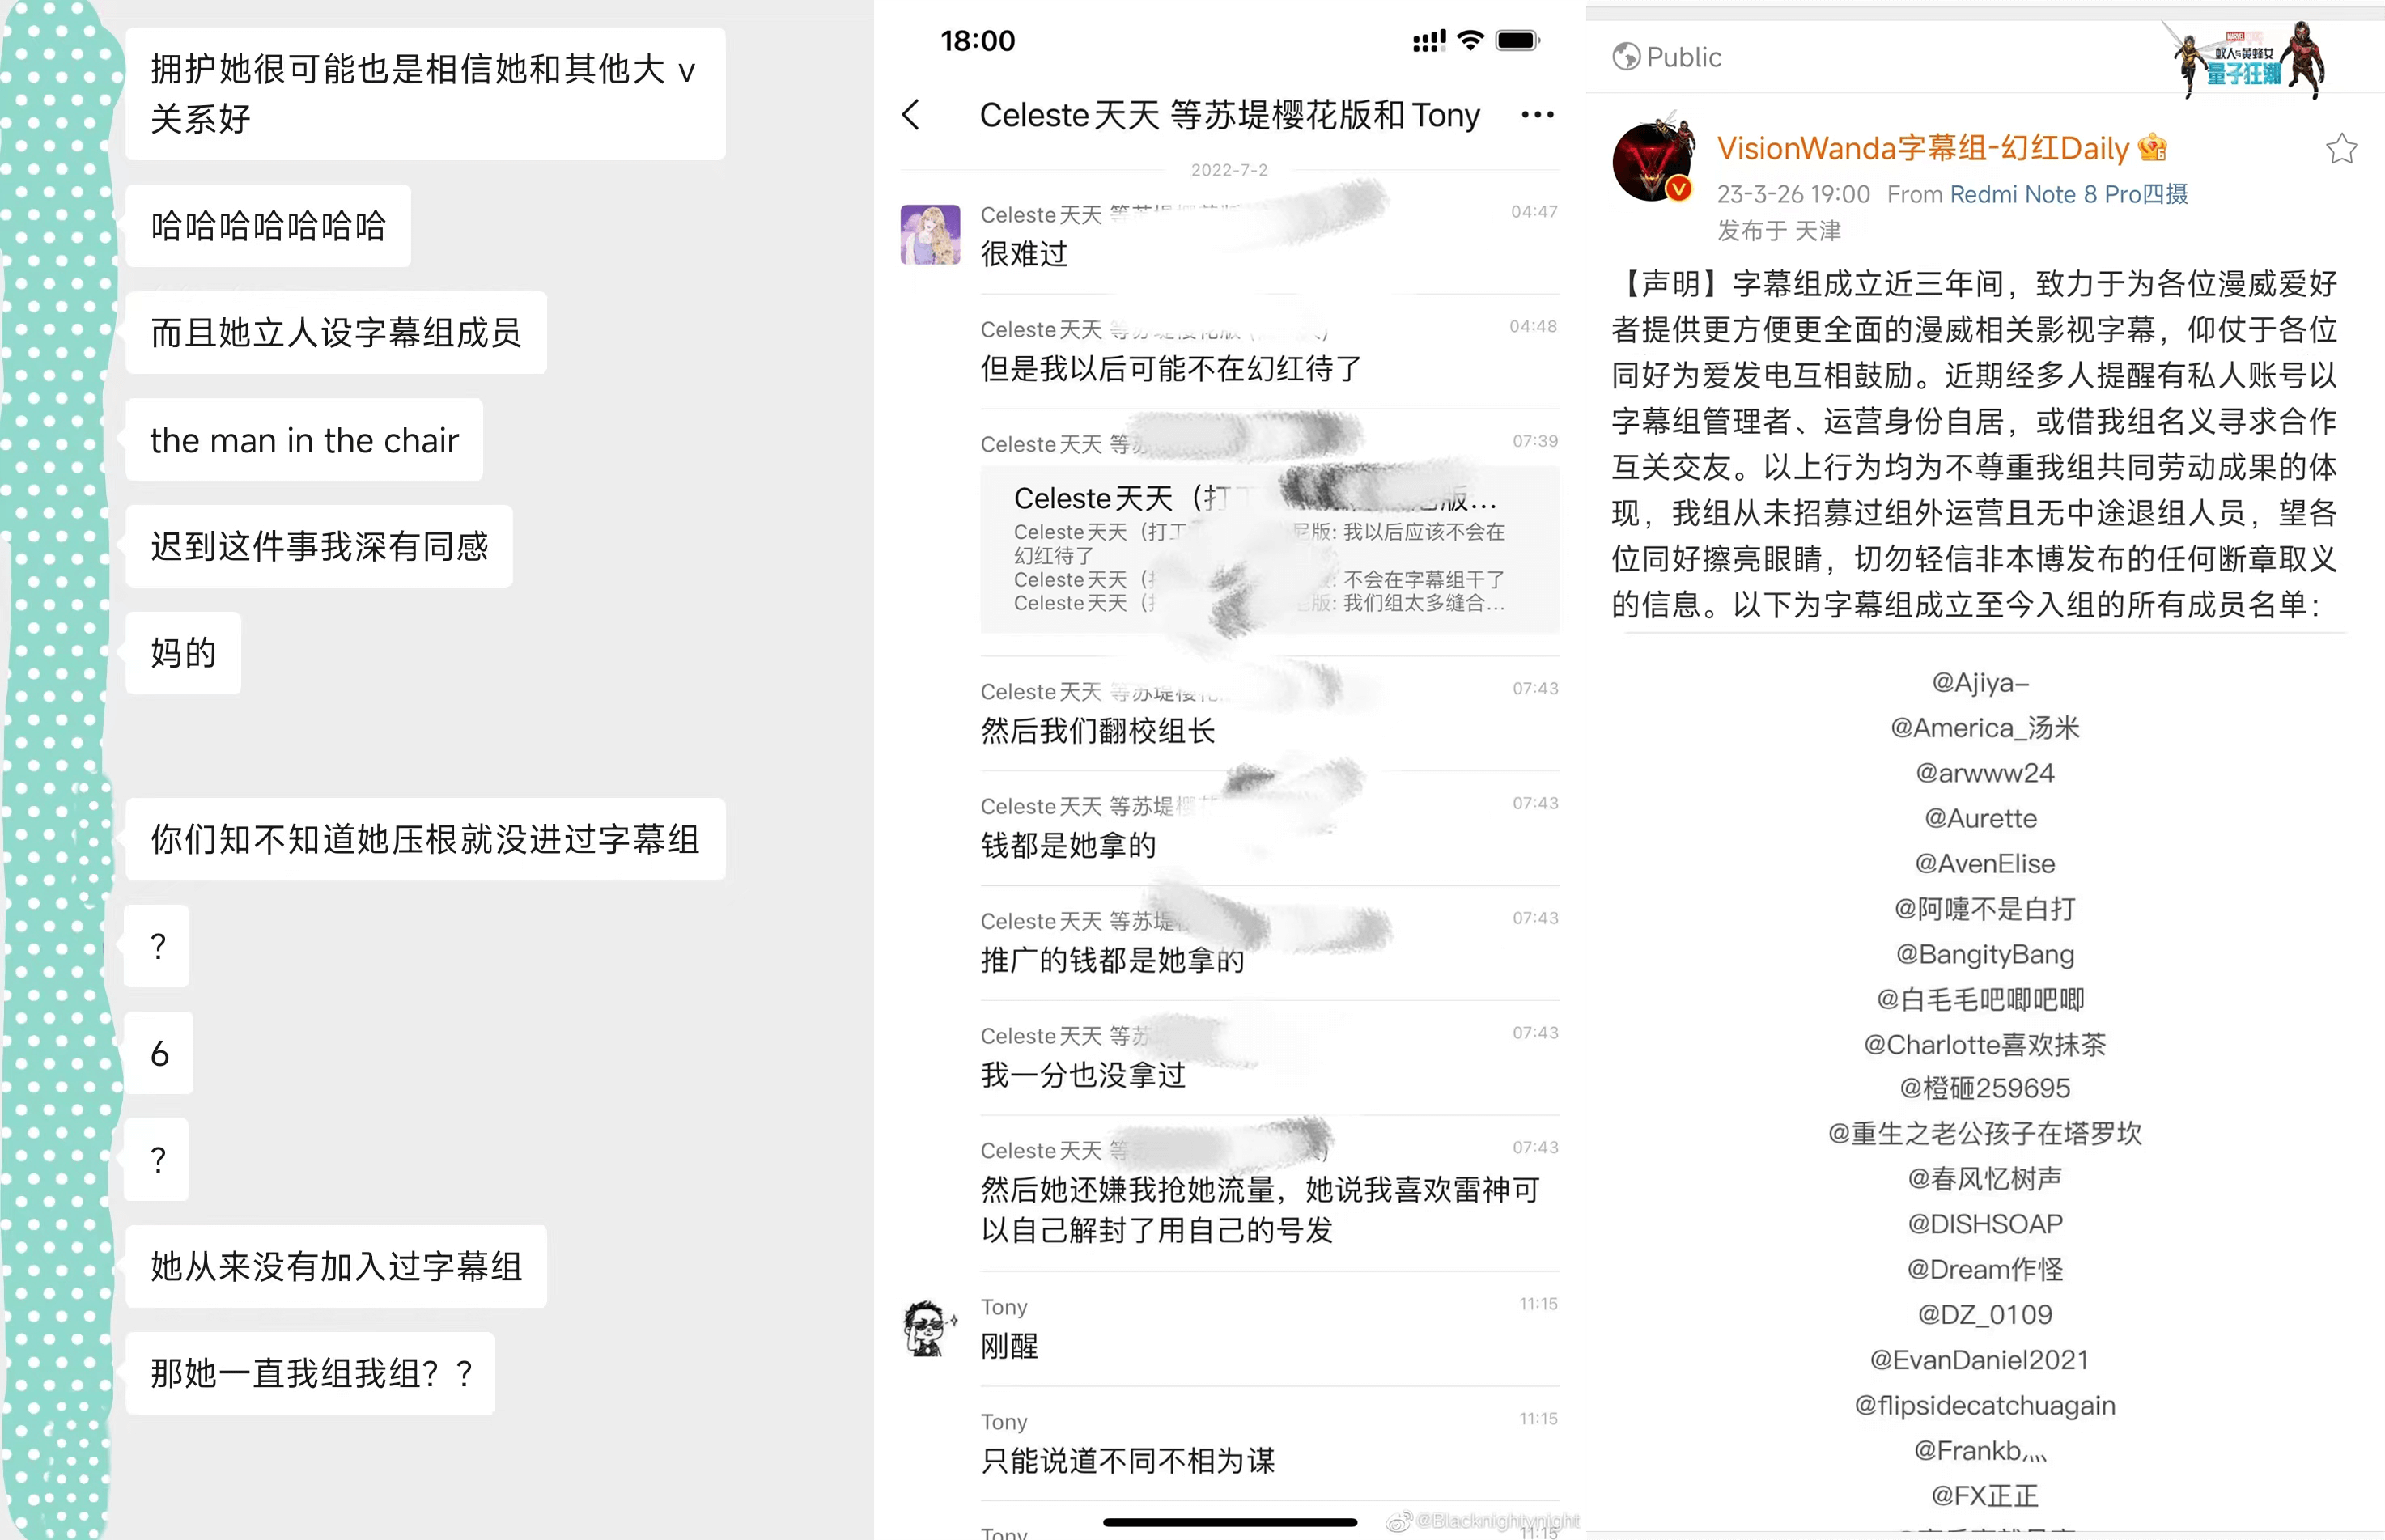 拥护她很可能也是相信她和其他大 v
关系好
哈哈哈哈哈哈哈
而且她立人设字幕组成员
the man in the chair
迟到这件事我深有同感
妈的
你们知不知道她压根就没进过字幕组
?
6
?
她从来没有加入过字幕组
那她一直我组我组？？
18:00
Celeste天天 等苏堤樱花版和Tony
2022-7-2
Celeste天天
04:47
很难过
Celeste天天
04:48
但是我以后可能不在幻红待了
Celeste天天 等
07:39
Celeste天天（打
版...
Celeste天天（打工
尼版: 我以后应该不会在
幻红待了
Celeste天天（
: 不会在字幕组干了
Celeste天天（
版: 我们组太多缝合...
Celeste天天 等苏堤樱
07:43
然后我们翻校组长
Celeste天天 等苏堤樱
07:43
钱都是她拿的
Celeste天天 等苏堤
07:43
推广的钱都是她拿的
Celeste天天 等苏
07:43
我一分也没拿过
Celeste天天 等
07:43
然后她还嫌我抢她流量，她说我喜欢雷神可
以自己解封了用自己的号发
Tony
11:15
刚醒
Tony
11:15
只能说道不同不相为谋
Tony
11:15
@Blacknightynight
Public
MARVEL
蚁人与黄蜂女
量子狂潮
VisionWanda字幕组-幻红Daily
23-3-26 19:00 From Redmi Note 8 Pro四摄
发布于 天津
【声明】字幕组成立近三年间，致力于为各位漫威爱好
者提供更方便更全面的漫威相关影视字幕，仰仗于各位
同好为爱发电互相鼓励。近期经多人提醒有私人账号以
字幕组管理者、运营身份自居，或借我组名义寻求合作
互关交友。以上行为均为不尊重我组共同劳动成果的体
现，我组从未招募过组外运营且无中途退组人员，望各
位同好擦亮眼睛，切勿轻信非本博发布的任何断章取义
的信息。以下为字幕组成立至今入组的所有成员名单：
@Ajiya–
@America_汤米
@arwww24
@Aurette
@AvenElise
@阿嚏不是白打
@BangityBang
@白毛毛吧唧吧唧
@Charlotte喜欢抹茶
@橙砸259695
@重生之老公孩子在塔罗坎
@春风忆树声
@DISHSOAP
@Dream作怪
@DZ_0109
@EvanDaniel2021
@flipsidecatchuagain
@Frankb灬
@FX正正